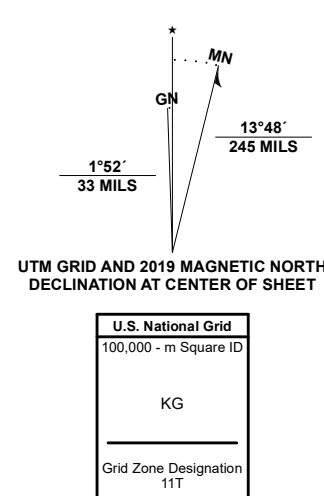 ★
MN
GN
13°48´
245 MILS
1°52´
33 MILS
UTM GRID AND 2019 MAGNETIC NORTH
DECLINATION AT CENTER OF SHEET
U.S. National Grid
100,000 - m Square ID
KG
Grid Zone Designation
11T